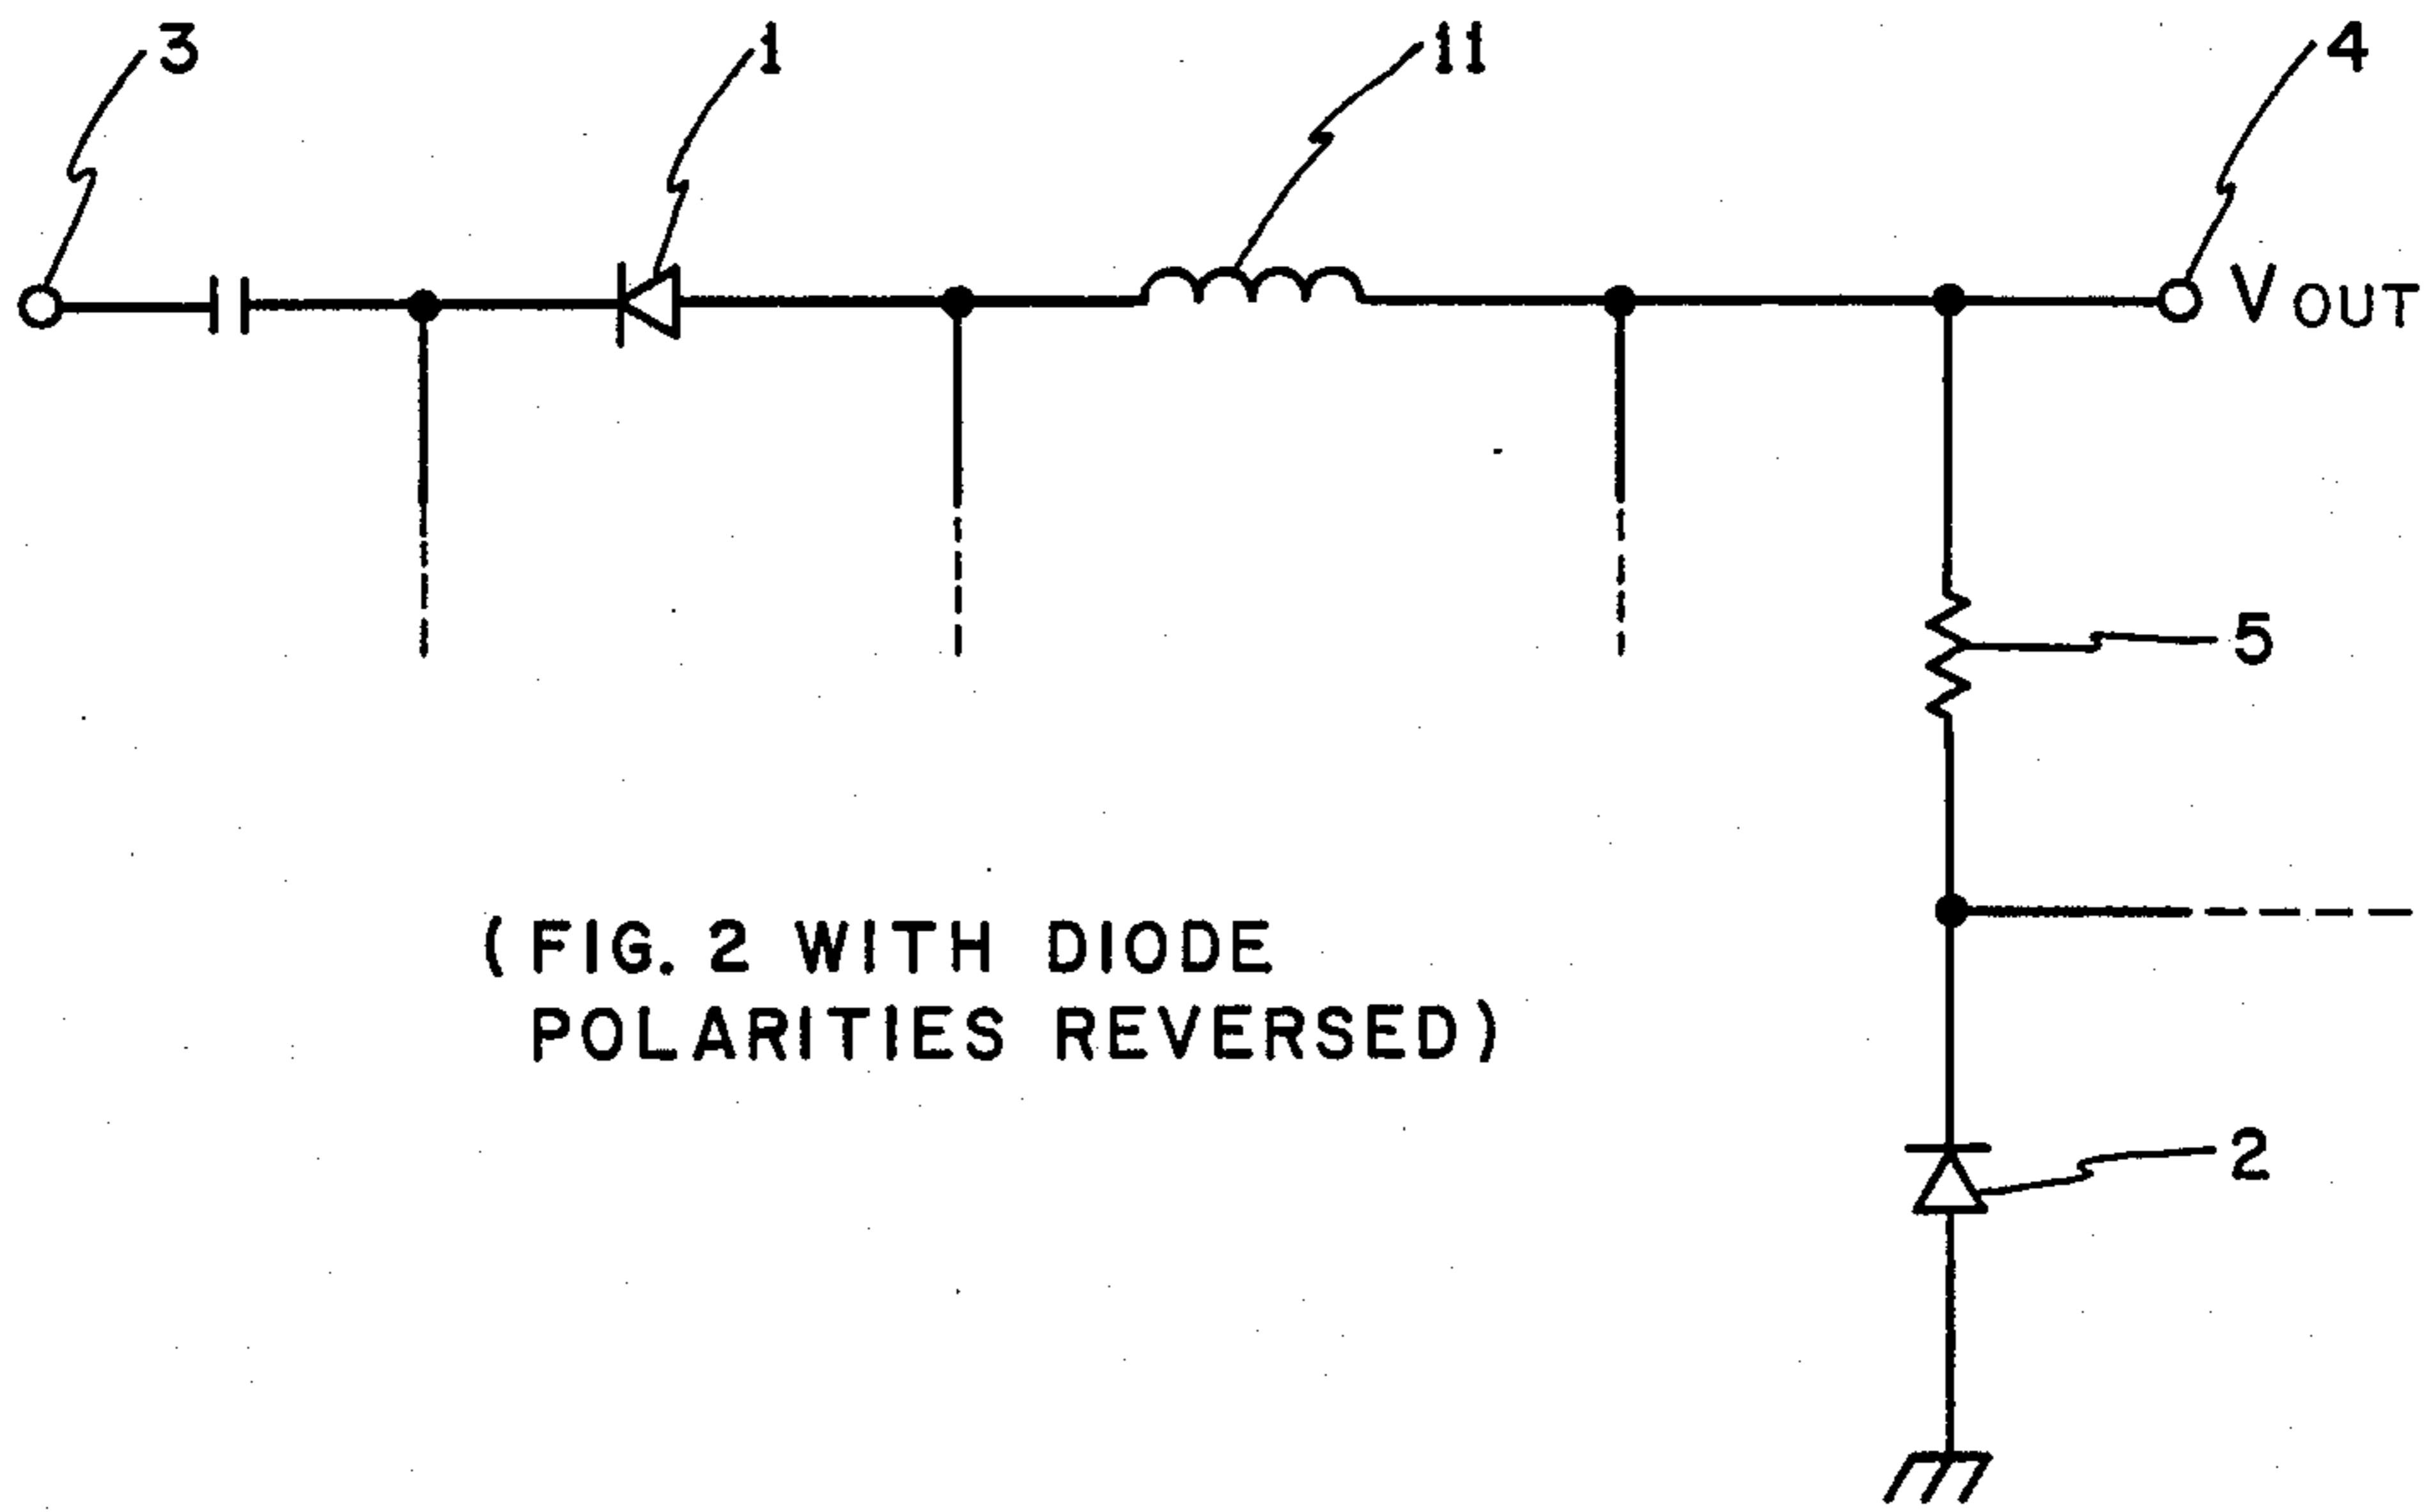 3
1
11
4
VOUT
5
(FIG. 2 WITH DIODE
POLARITIES REVERSED)
2